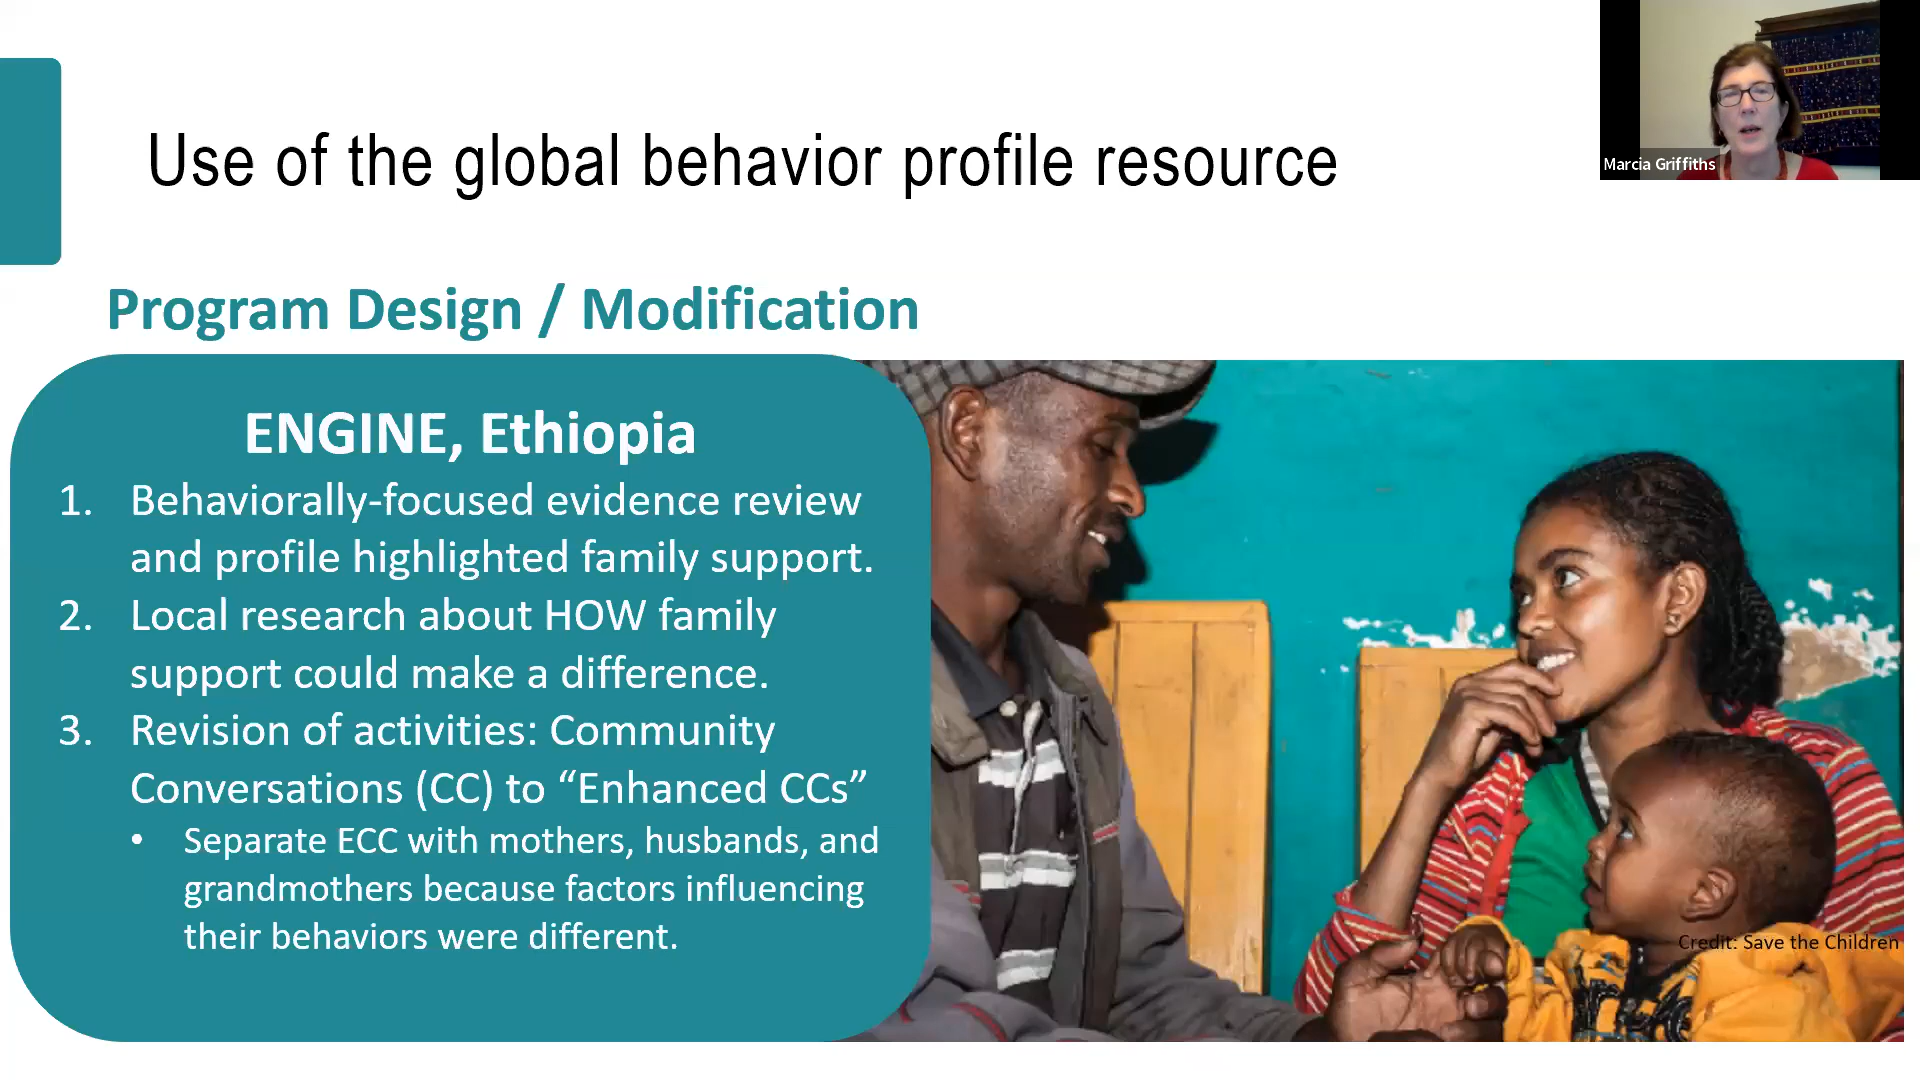 Use of the global behavior profile resource
Marcia Griffiths
Program Design / Modification
ENGINE, Ethiopia
1. Behaviorally-focused evidence review
and profile highlighted family support.
2. Local research about HOW family
support could make a difference.
3. Revision of activities: Community
Conversations (CC) to “Enhanced CCs”
• Separate ECC with mothers, husbands, and
grandmothers because factors influencing
their behaviors were different.
Credit: Save the Children